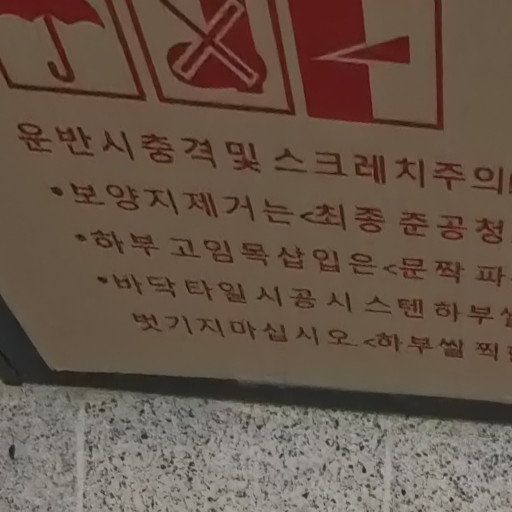 운반시충격및 스크레치주의
•보양지제거는<최종 준공청
•하부 고임목삽입은<문짝 파
•바닥타일시공시 스텐하부쌀
벗기지마십시오<하부쌀 찍